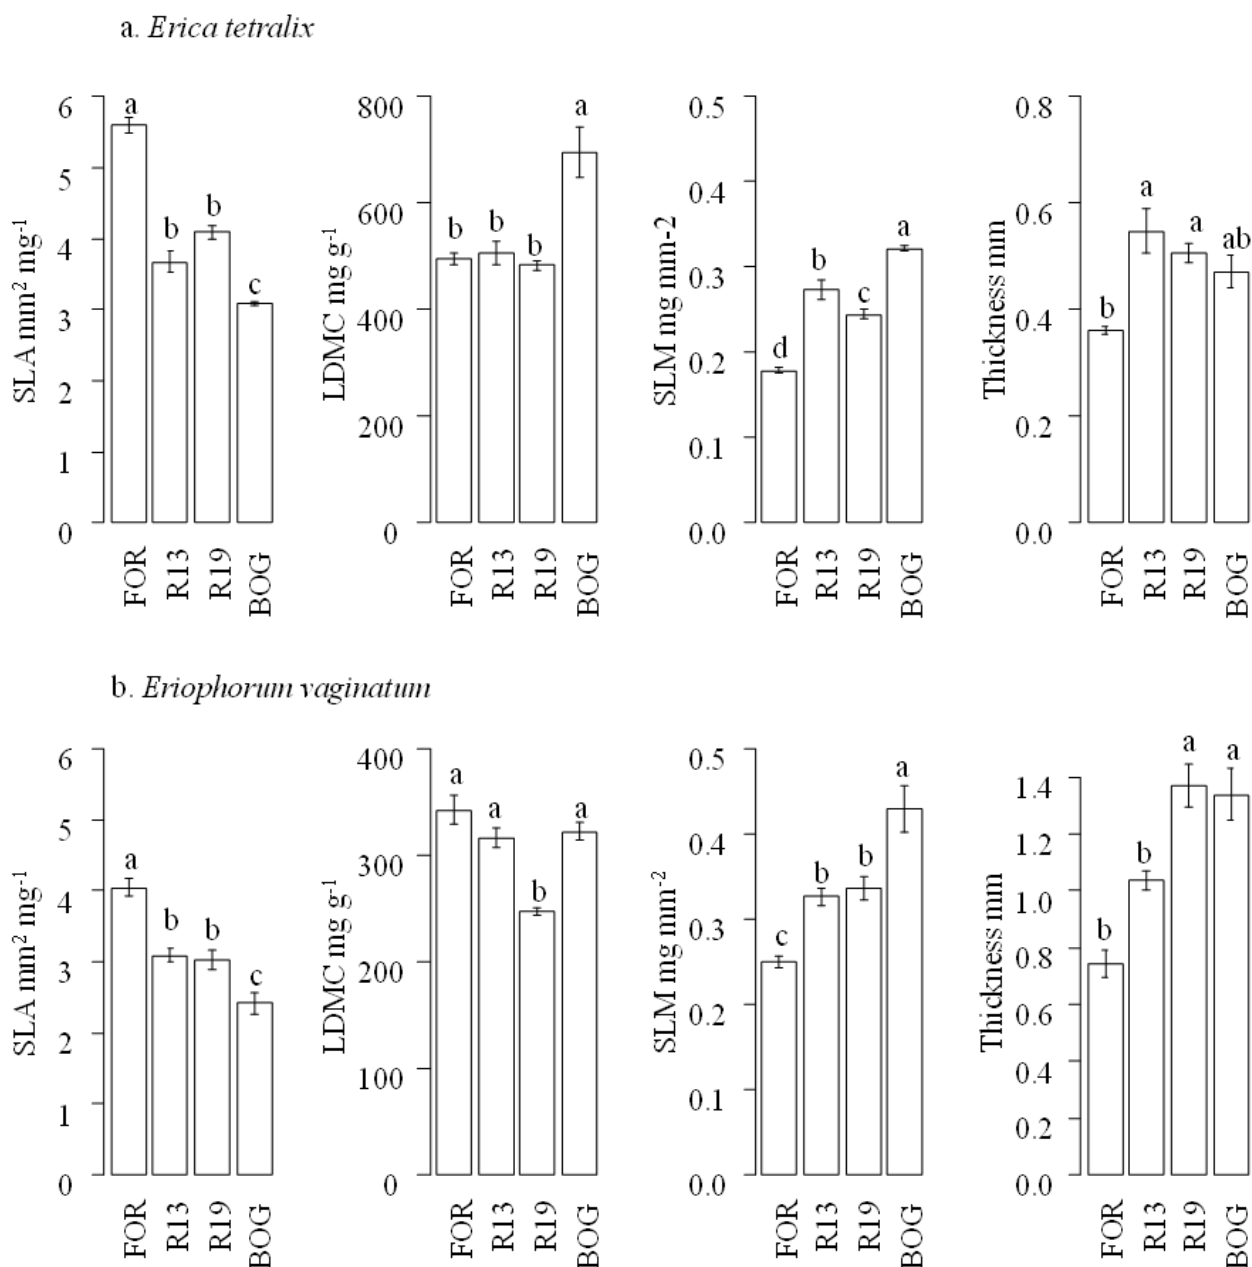 a. Erica tetralix
SLA mm² mg⁻¹
6
5
4
3
2
1
0
a
b
b
c
FOR
R13
R19
BOG
LDMC mg g⁻¹
800
600
400
200
0
b
b
b
a
FOR
R13
R19
BOG
SLM mg mm-2
0.5
0.4
0.3
0.2
0.1
0.0
d
b
c
a
FOR
R13
R19
BOG
Thickness mm
0.8
0.6
0.4
0.2
0.0
b
a
a
ab
FOR
R13
R19
BOG
b. Eriophorum vaginatum
SLA mm² mg⁻¹
6
5
4
3
2
1
0
a
b
b
c
FOR
R13
R19
BOG
LDMC mg g⁻¹
400
300
200
100
0
a
a
b
a
FOR
R13
R19
BOG
SLM mg mm⁻²
0.5
0.4
0.3
0.2
0.1
0.0
c
b
b
a
FOR
R13
R19
BOG
Thickness mm
1.4
1.2
1.0
0.8
0.6
0.4
0.2
0.0
b
b
a
a
FOR
R13
R19
BOG